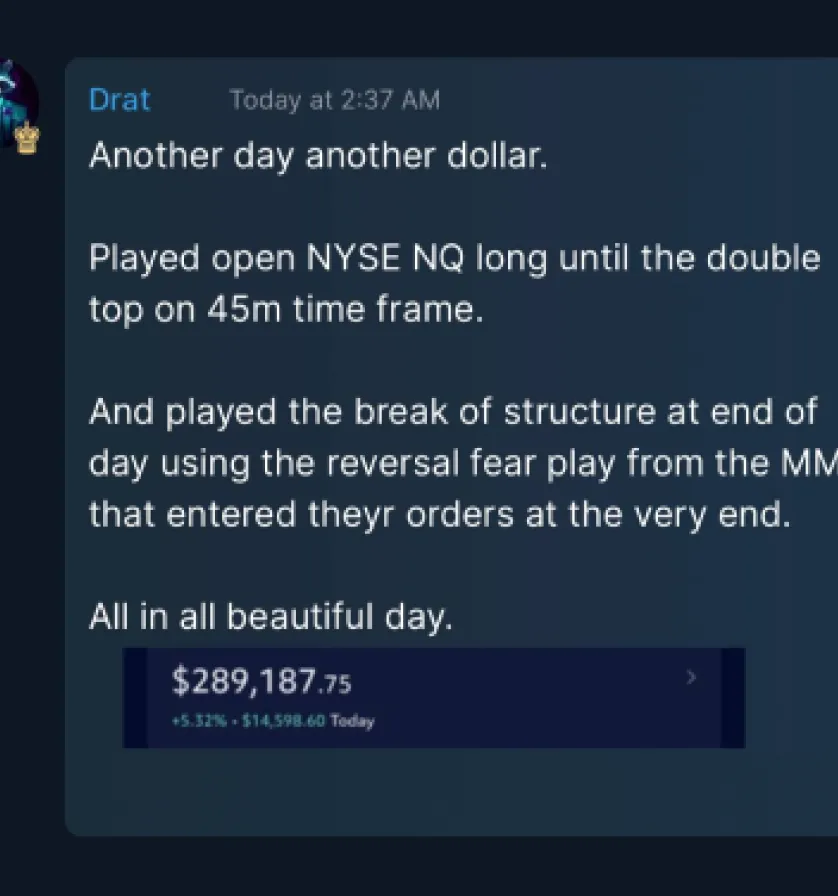 Drat Today at 2:37 AM
Another day another dollar.
Played open NYSE NQ long until the double
top on 45m time frame.
And played the break of structure at end of
day using the reversal fear play from the MM
that entered theyr orders at the very end.
All in all beautiful day.
$289,187.75
+5.32% • $14,598.60 Today